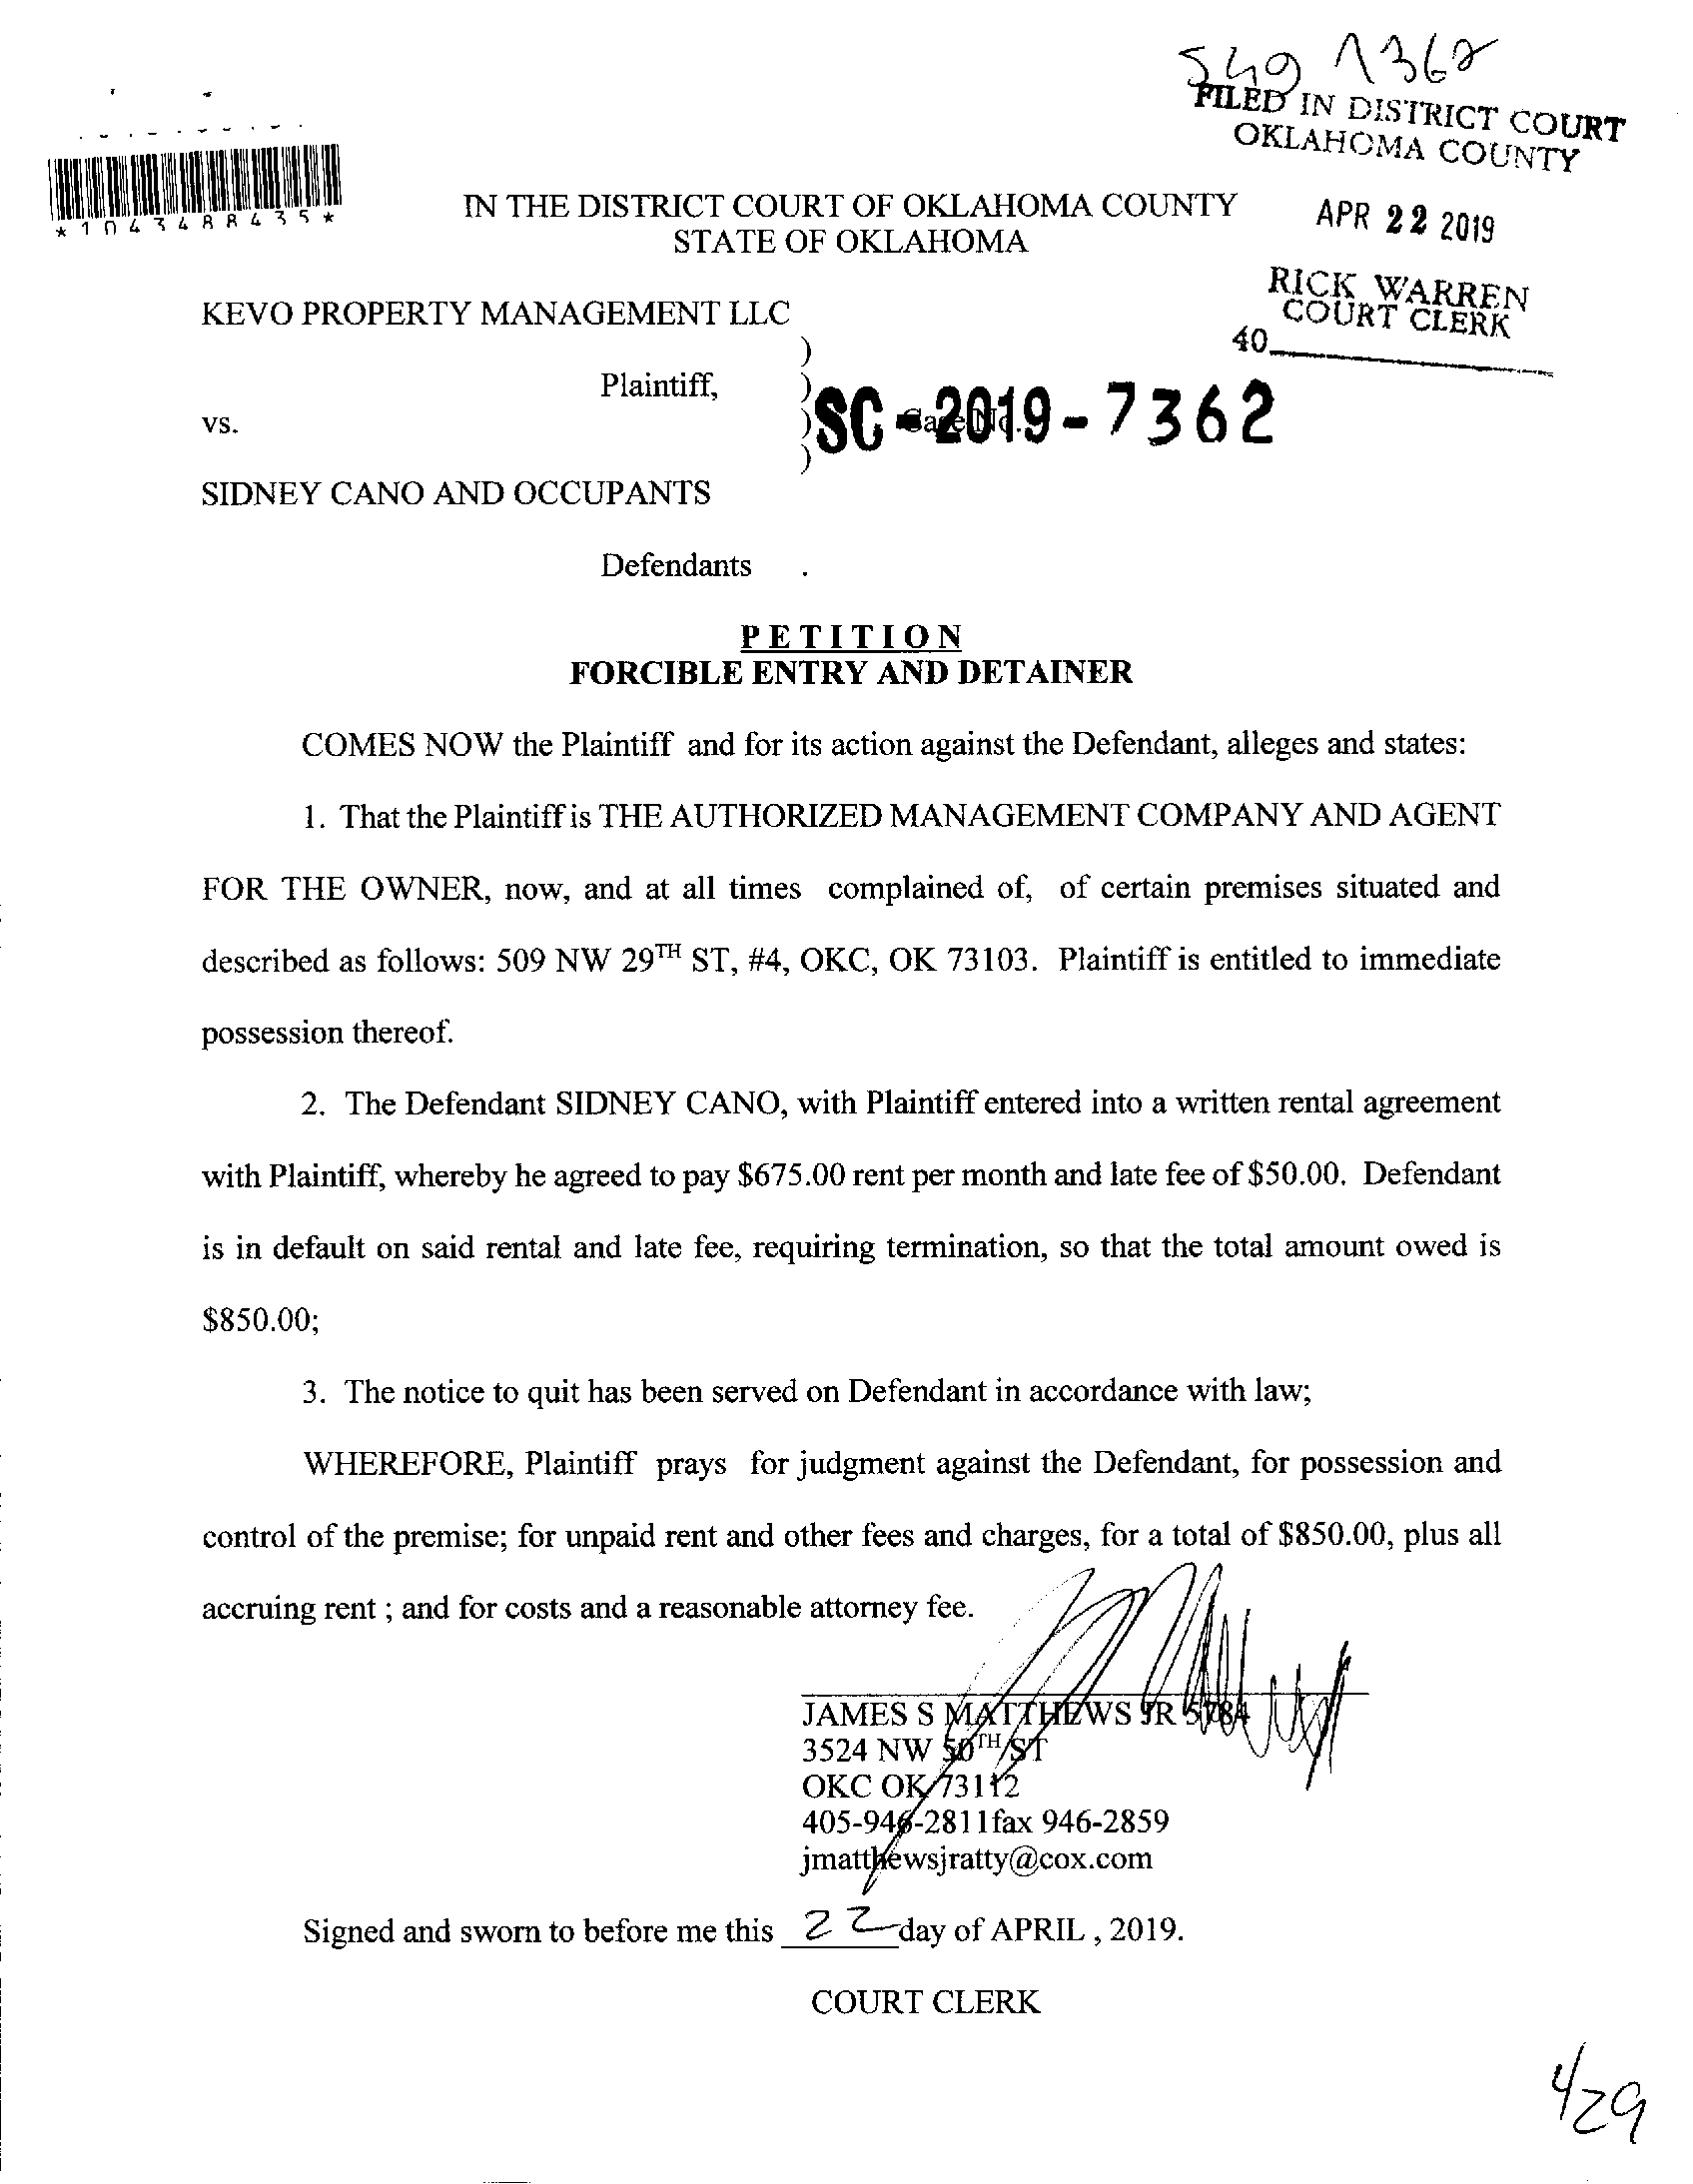 FILED IN DISTRICT COURT
OKLAHOMA COUNTY
*1043488435*
IN THE DISTRICT COURT OF OKLAHOMA COUNTY
STATE OF OKLAHOMA
APR 22 2019
RICK WARREN
COURT CLERK
40
KEVO PROPERTY MANAGEMENT LLC
)
Plaintiff, )
vs. ) Case No. SC-2019-7362
)
SIDNEY CANO AND OCCUPANTS
Defendants .
PETITION
FORCIBLE ENTRY AND DETAINER
COMES NOW the Plaintiff and for its action against the Defendant, alleges and states:
1. That the Plaintiff is THE AUTHORIZED MANAGEMENT COMPANY AND AGENT
FOR THE OWNER, now, and at all times complained of, of certain premises situated and
described as follows: 509 NW 29TH ST, #4, OKC, OK 73103. Plaintiff is entitled to immediate
possession thereof.
2. The Defendant SIDNEY CANO, with Plaintiff entered into a written rental agreement
with Plaintiff, whereby he agreed to pay $675.00 rent per month and late fee of $50.00. Defendant
is in default on said rental and late fee, requiring termination, so that the total amount owed is
$850.00;
3. The notice to quit has been served on Defendant in accordance with law;
WHEREFORE, Plaintiff prays for judgment against the Defendant, for possession and
control of the premise; for unpaid rent and other fees and charges, for a total of $850.00, plus all
accruing rent ; and for costs and a reasonable attorney fee.
JAMES S MATTHEWS JR 5784
3524 NW 50TH ST
OKC OK 73112
405-946-2811fax 946-2859
jmatthewsjratty@cox.com
Signed and sworn to before me this 22 day of APRIL , 2019.
COURT CLERK
4/29